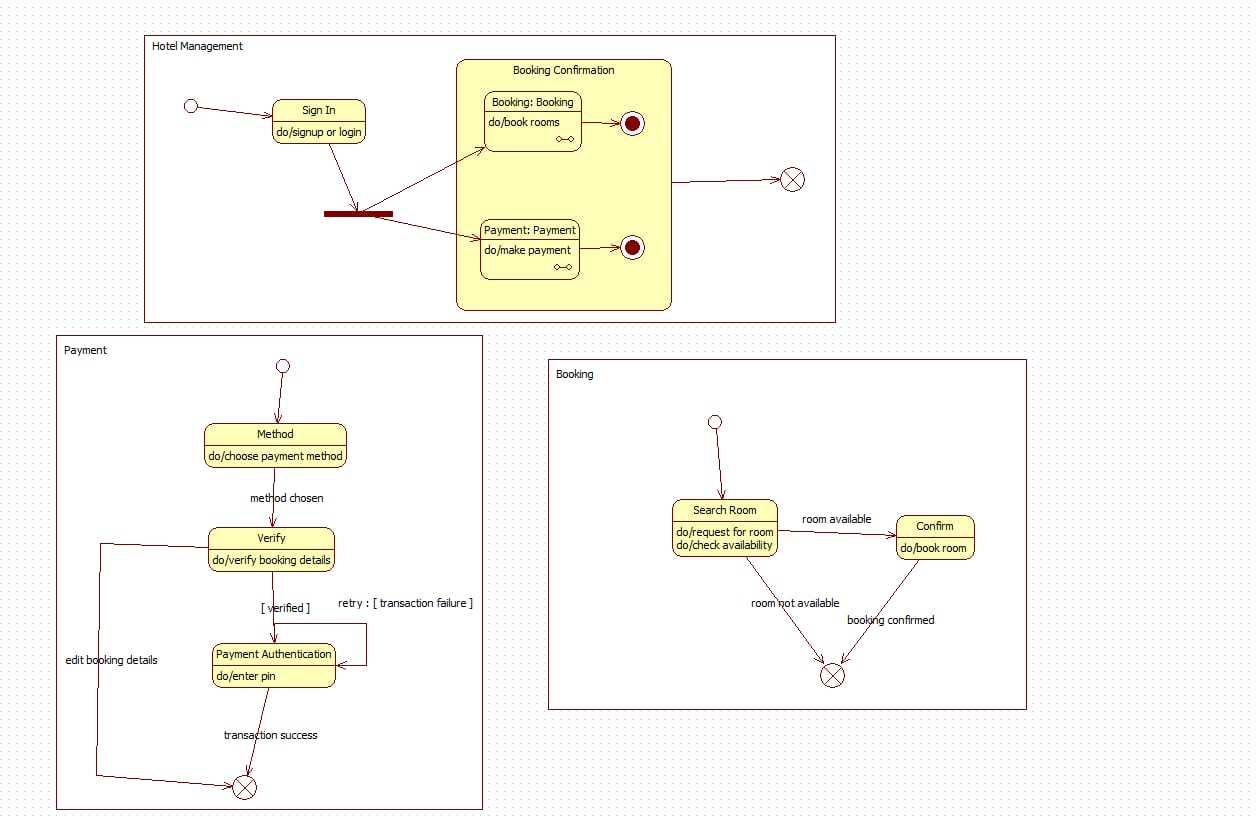 Hotel Management
Booking Confirmation
Sign In
do/signup or login
Booking: Booking
do/book rooms
Payment: Payment
do/make payment
Payment
Method
do/choose payment method
method chosen
Verify
do/verify booking details
[ verified ]
retry : [ transaction failure ]
edit booking details
Payment Authentication
do/enter pin
transaction success
Booking
Search Room
do/request for room
do/check availability
room available
Confirm
do/book room
room not available
booking confirmed